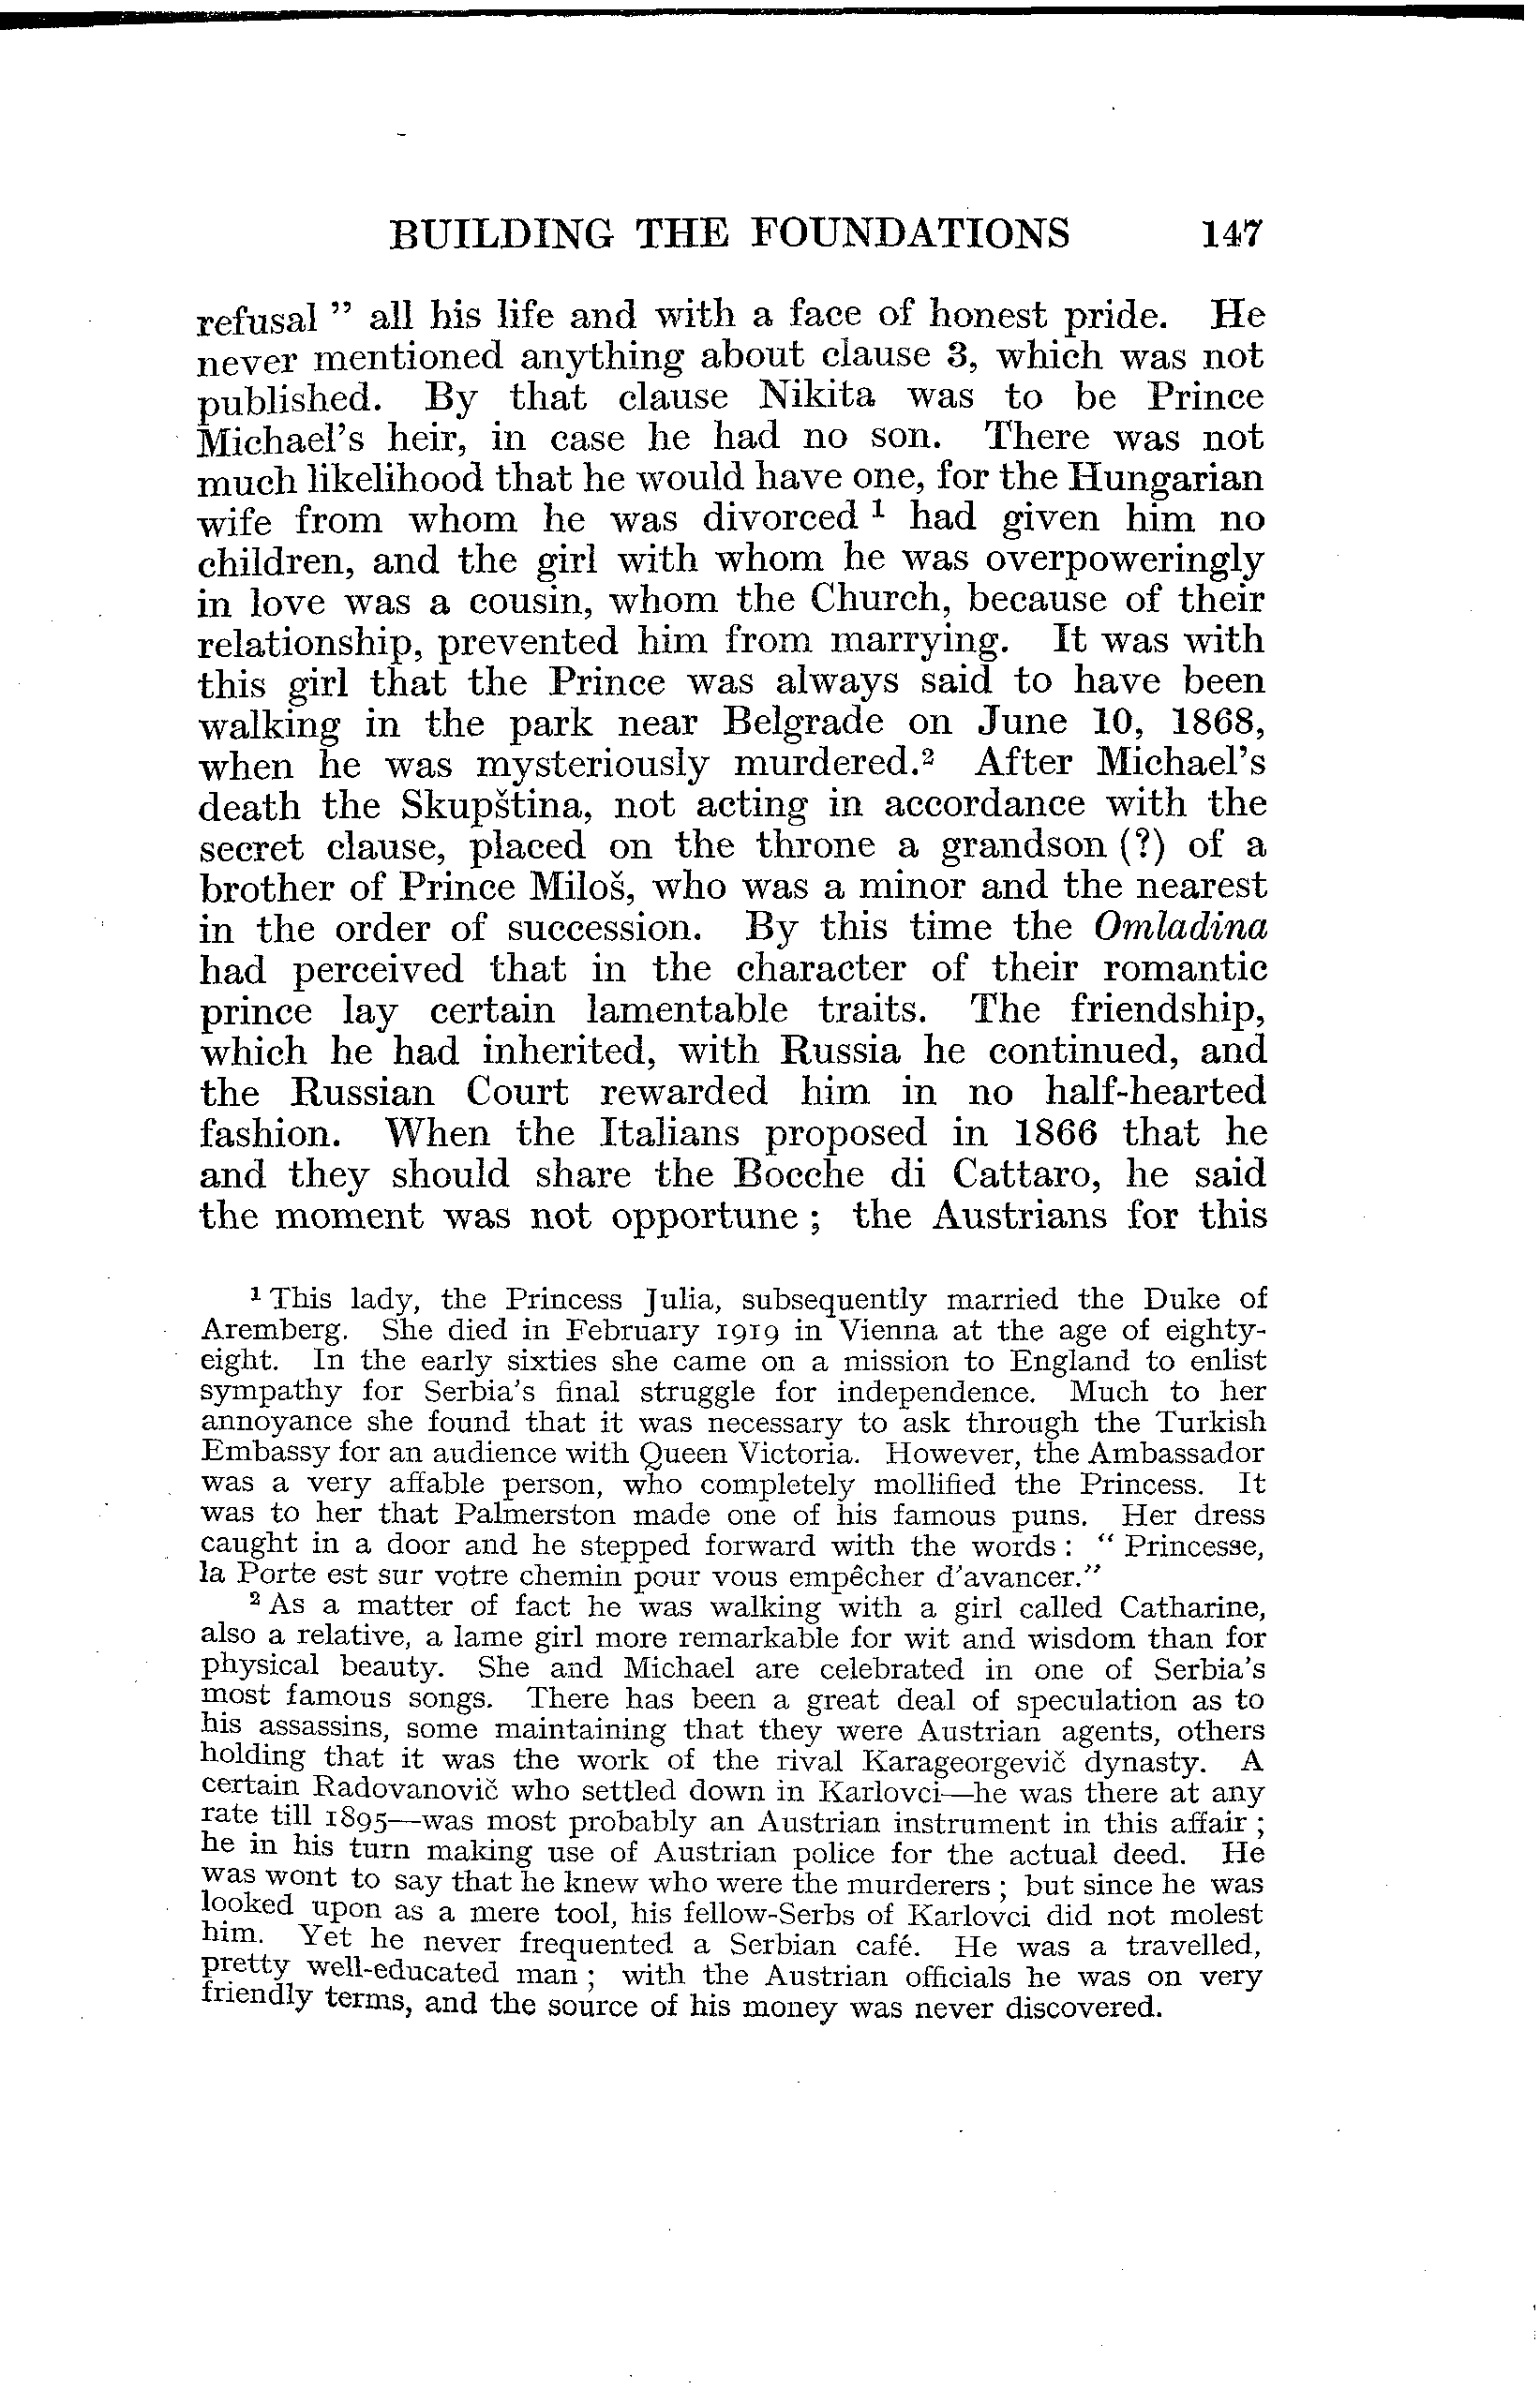 BUILDING THE FOUNDATIONS 147
refusal ” all his life and with a face of honest pride. He
never mentioned anything about clause 3, which was not
published. By that clause Nikita was to be Prince
Michael's heir, in case he had no son. There was not
much likelihood that he would have one, for the Hungarian
wife from whom he was divorced ¹ had given him no
children, and the girl with whom he was overpoweringly
in love was a cousin, whom the Church, because of their
relationship, prevented him from marrying. It was with
this girl that the Prince was always said to have been
walking in the park near Belgrade on June 10, 1868,
when he was mysteriously murdered.² After Michael's
death the Skupština, not acting in accordance with the
secret clause, placed on the throne a grandson (?) of a
brother of Prince Miloš, who was a minor and the nearest
in the order of succession. By this time the Omladina
had perceived that in the character of their romantic
prince lay certain lamentable traits. The friendship,
which he had inherited, with Russia he continued, and
the Russian Court rewarded him in no half-hearted
fashion. When the Italians proposed in 1866 that he
and they should share the Bocche di Cattaro, he said
the moment was not opportune ; the Austrians for this
¹ This lady, the Princess Julia, subsequently married the Duke of
Aremberg. She died in February 1919 in Vienna at the age of eighty-
eight. In the early sixties she came on a mission to England to enlist
sympathy for Serbia's final struggle for independence. Much to her
annoyance she found that it was necessary to ask through the Turkish
Embassy for an audience with Queen Victoria. However, the Ambassador
was a very affable person, who completely mollified the Princess. It
was to her that Palmerston made one of his famous puns. Her dress
caught in a door and he stepped forward with the words : “ Princesse,
la Porte est sur votre chemin pour vous empêcher d'avancer.”
² As a matter of fact he was walking with a girl called Catharine,
also a relative, a lame girl more remarkable for wit and wisdom than for
physical beauty. She and Michael are celebrated in one of Serbia's
most famous songs. There has been a great deal of speculation as to
his assassins, some maintaining that they were Austrian agents, others
holding that it was the work of the rival Karageorgević dynasty. A
certain Radovanović who settled down in Karlovci—he was there at any
rate till 1895—was most probably an Austrian instrument in this affair ;
he in his turn making use of Austrian police for the actual deed. He
was wont to say that he knew who were the murderers ; but since he was
looked upon as a mere tool, his fellow-Serbs of Karlovci did not molest
him. Yet he never frequented a Serbian café. He was a travelled,
pretty well-educated man ; with the Austrian officials he was on very
friendly terms, and the source of his money was never discovered.